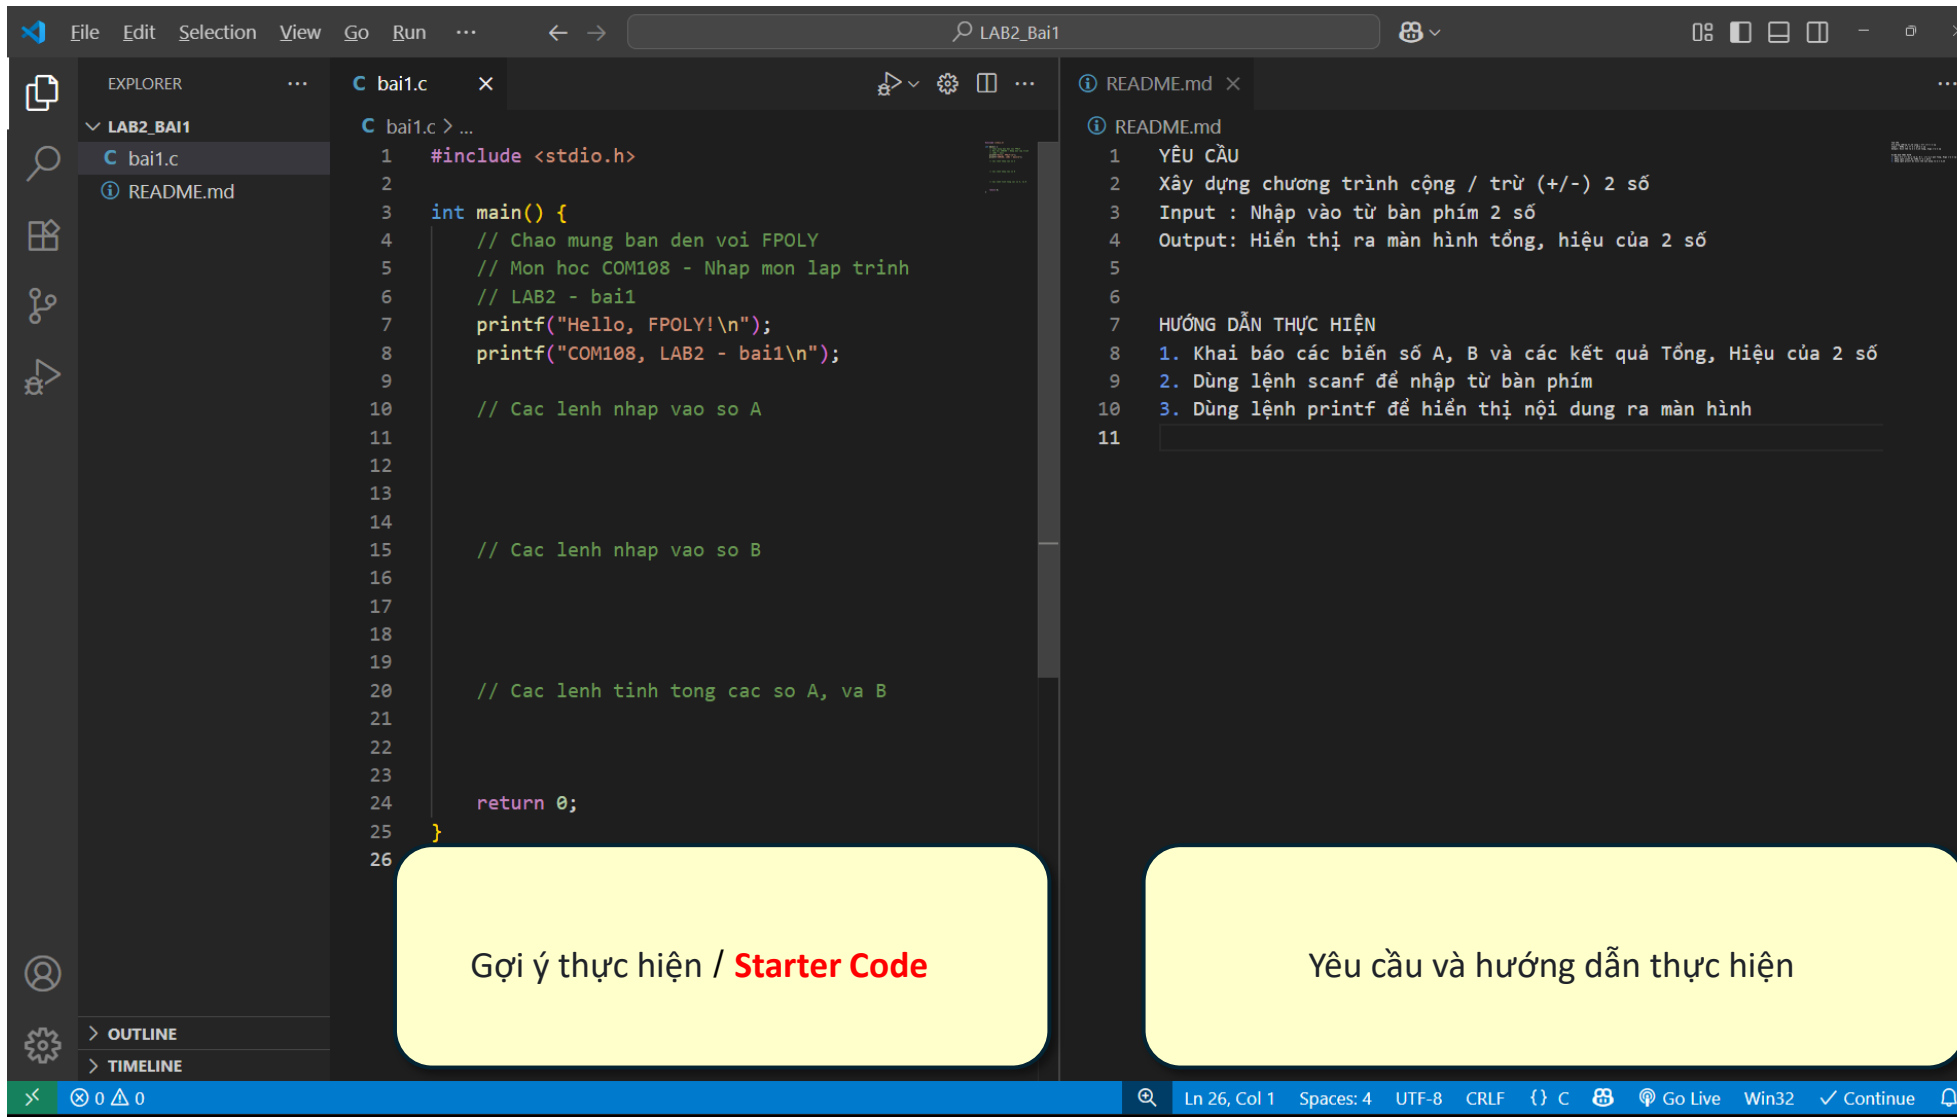 File Edit Selection View Go Run ··· LAB2_Bai1
EXPLORER ···
LAB2_BAI1
C bai1.c
README.md
OUTLINE
TIMELINE
C bai1.c
C bai1.c > ...
1 #include <stdio.h>
2
3 int main() {
4 // Chao mung ban den voi FPOLY
5 // Mon hoc COM108 - Nhap mon lap trinh
6 // LAB2 - bai1
7 printf("Hello, FPOLY!\n");
8 printf("COM108, LAB2 - bai1\n");
9
10 // Cac lenh nhap vao so A
11
12
13
14
15 // Cac lenh nhap vao so B
16
17
18
19
20 // Cac lenh tinh tong cac so A, va B
21
22
23
24 return 0;
25 }
26
Gợi ý thực hiện / Starter Code
README.md
README.md
1 YÊU CẦU
2 Xây dựng chương trình cộng / trừ (+/-) 2 số
3 Input : Nhập vào từ bàn phím 2 số
4 Output: Hiển thị ra màn hình tổng, hiệu của 2 số
5
6
7 HƯỚNG DẪN THỰC HIỆN
8 1. Khai báo các biến số A, B và các kết quả Tổng, Hiệu của 2 số
9 2. Dùng lệnh scanf để nhập từ bàn phím
10 3. Dùng lệnh printf để hiển thị nội dung ra màn hình
11
Yêu cầu và hướng dẫn thực hiện
0 0 Ln 26, Col 1 Spaces: 4 UTF-8 CRLF {} C Go Live Win32 Continue